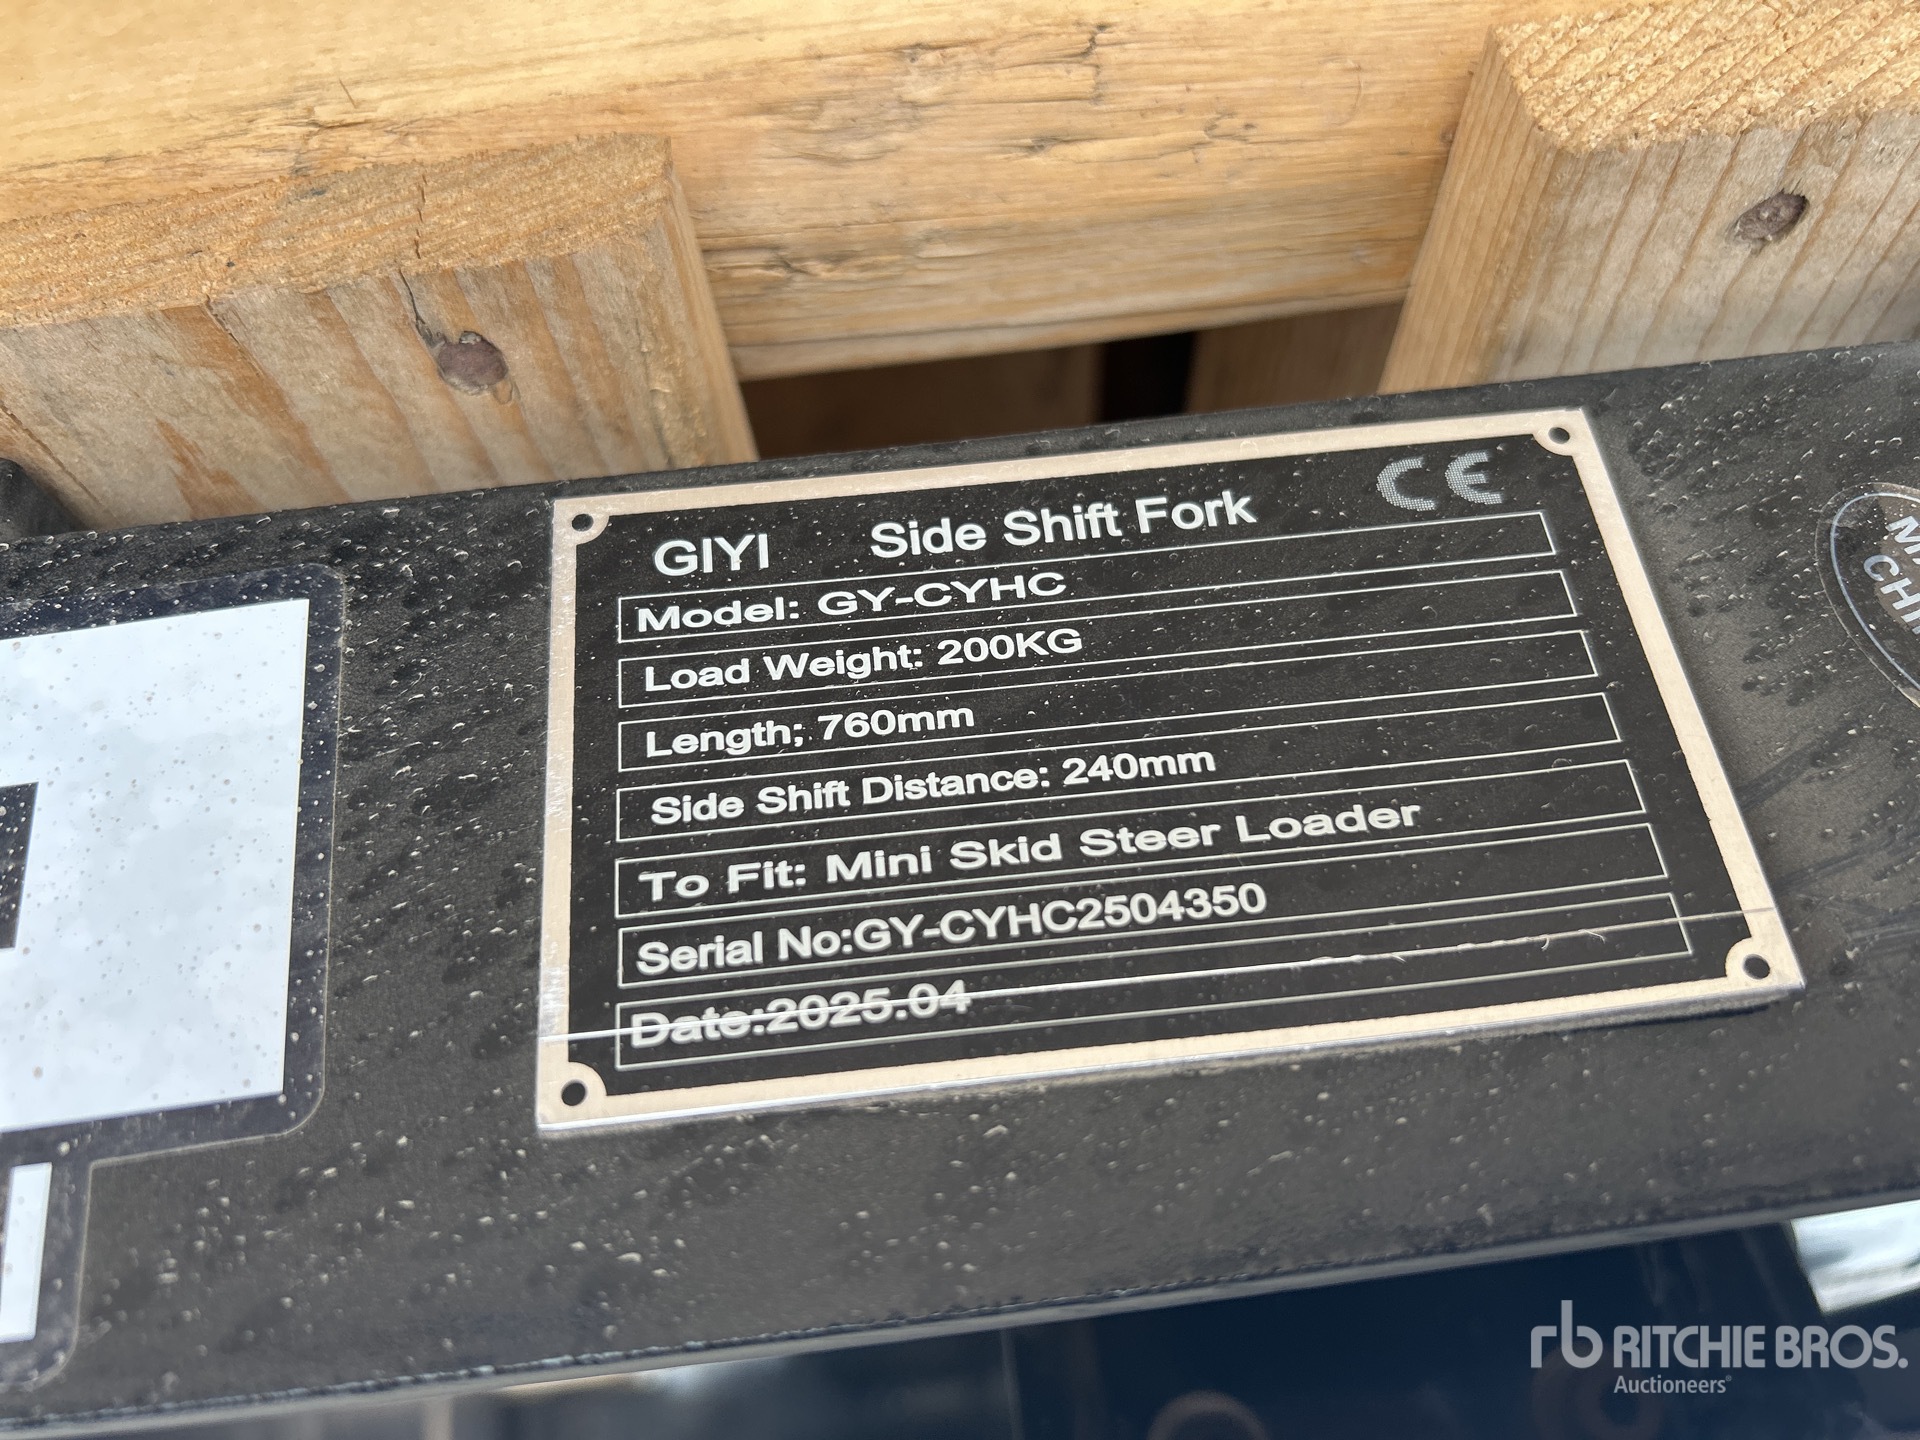 GIYI Side Shift Fork CE
Model: GY-CYHC
Load Weight: 200KG
Length; 760mm
Side Shift Distance: 240mm
To Fit: Mini Skid Steer Loader
Serial No:GY-CYHC2504350
Date:2025.04
rb RITCHIE BROS.
Auctioneers